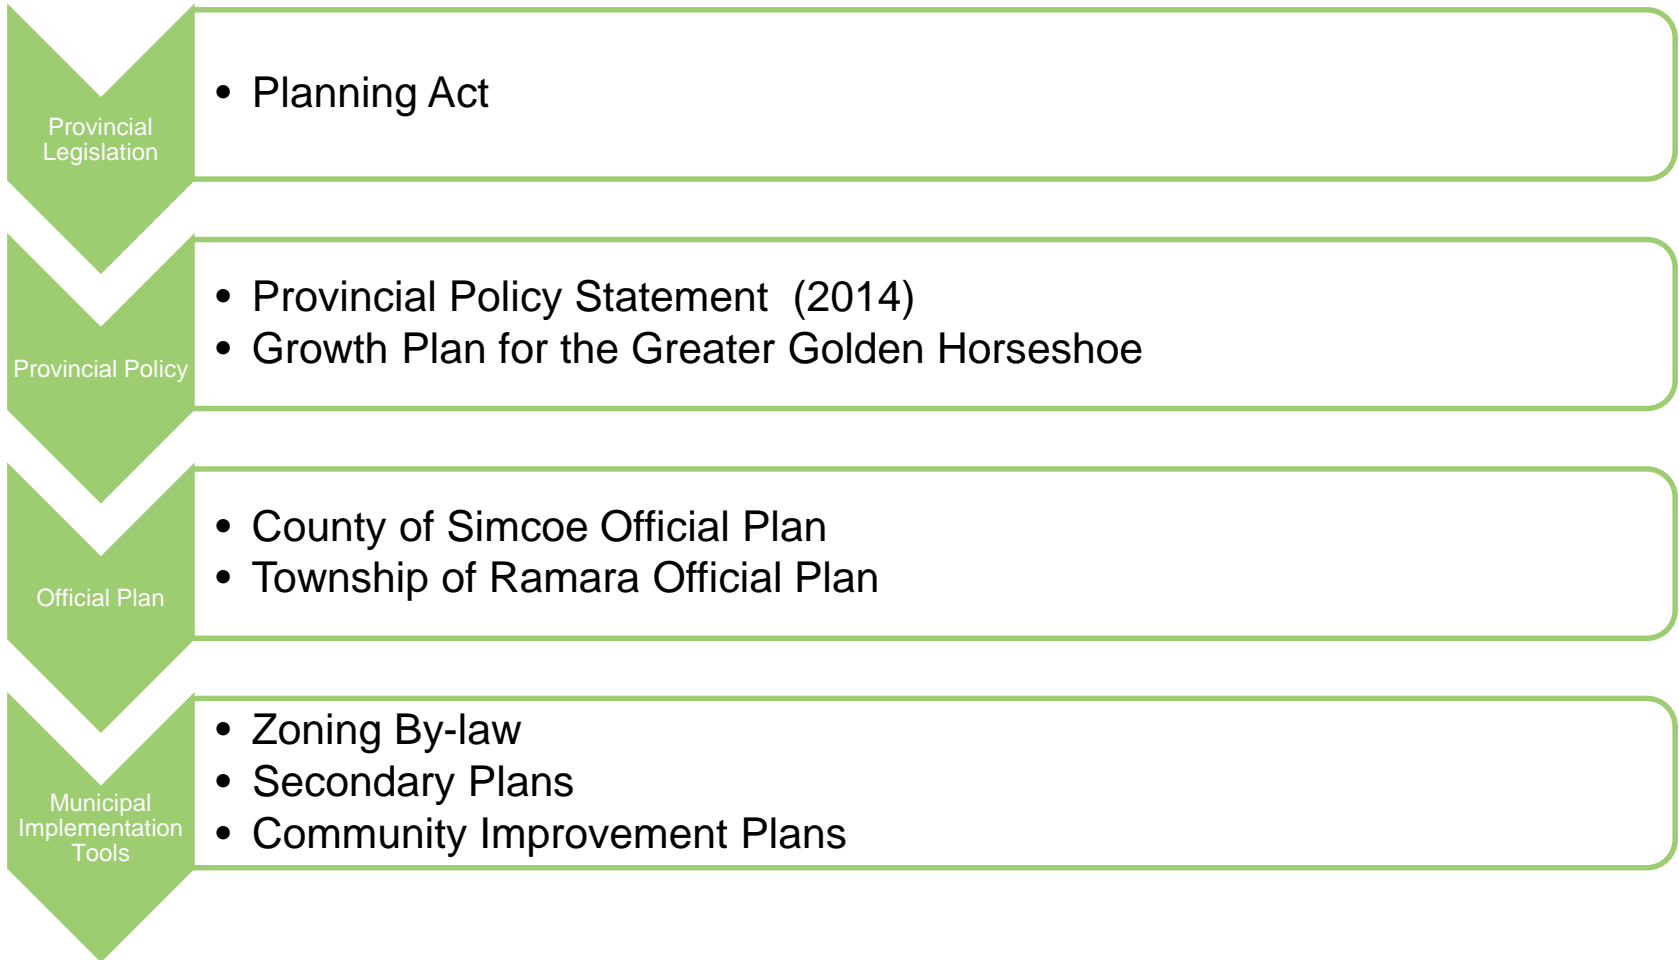 Provincial
Legislation
• Planning Act
Provincial Policy
• Provincial Policy Statement  (2014)
• Growth Plan for the Greater Golden Horseshoe
Official Plan
• County of Simcoe Official Plan
• Township of Ramara Official Plan
Municipal
Implementation
Tools
• Zoning By-law
• Secondary Plans
• Community Improvement Plans